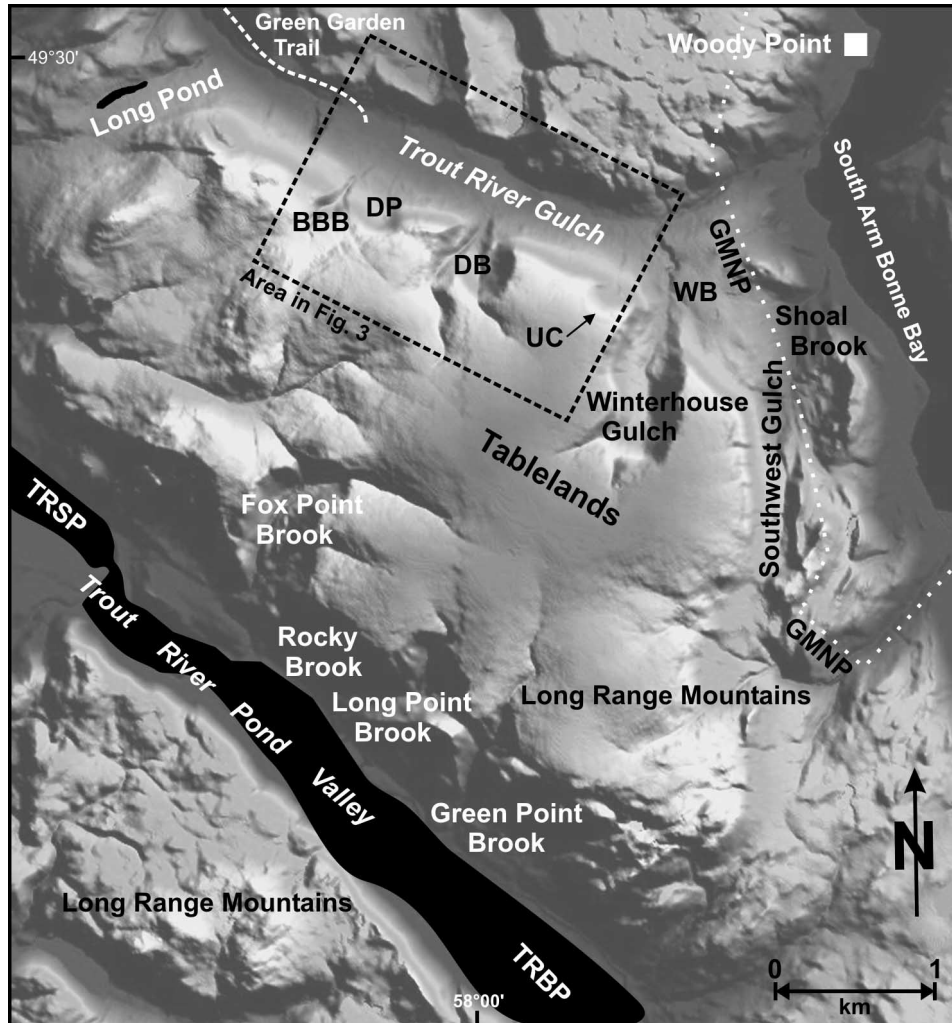 Green Garden
Trail
Woody Point
49°30'
Long Pond
Trout River Gulch
South Arm Bonne Bay
BBB
DP
DB
GMNP
WB
Area in Fig. 3
UC
Shoal
Brook
Winterhouse
Gulch
Southwest Gulch
Tablelands
TRSP
Fox Point
Brook
Trout River Pond Valley
Rocky
Brook
GMNP
Long Point
Brook
Long Range Mountains
Green Point
Brook
N
Long Range Mountains
TRBP
0 1
km
58°00'